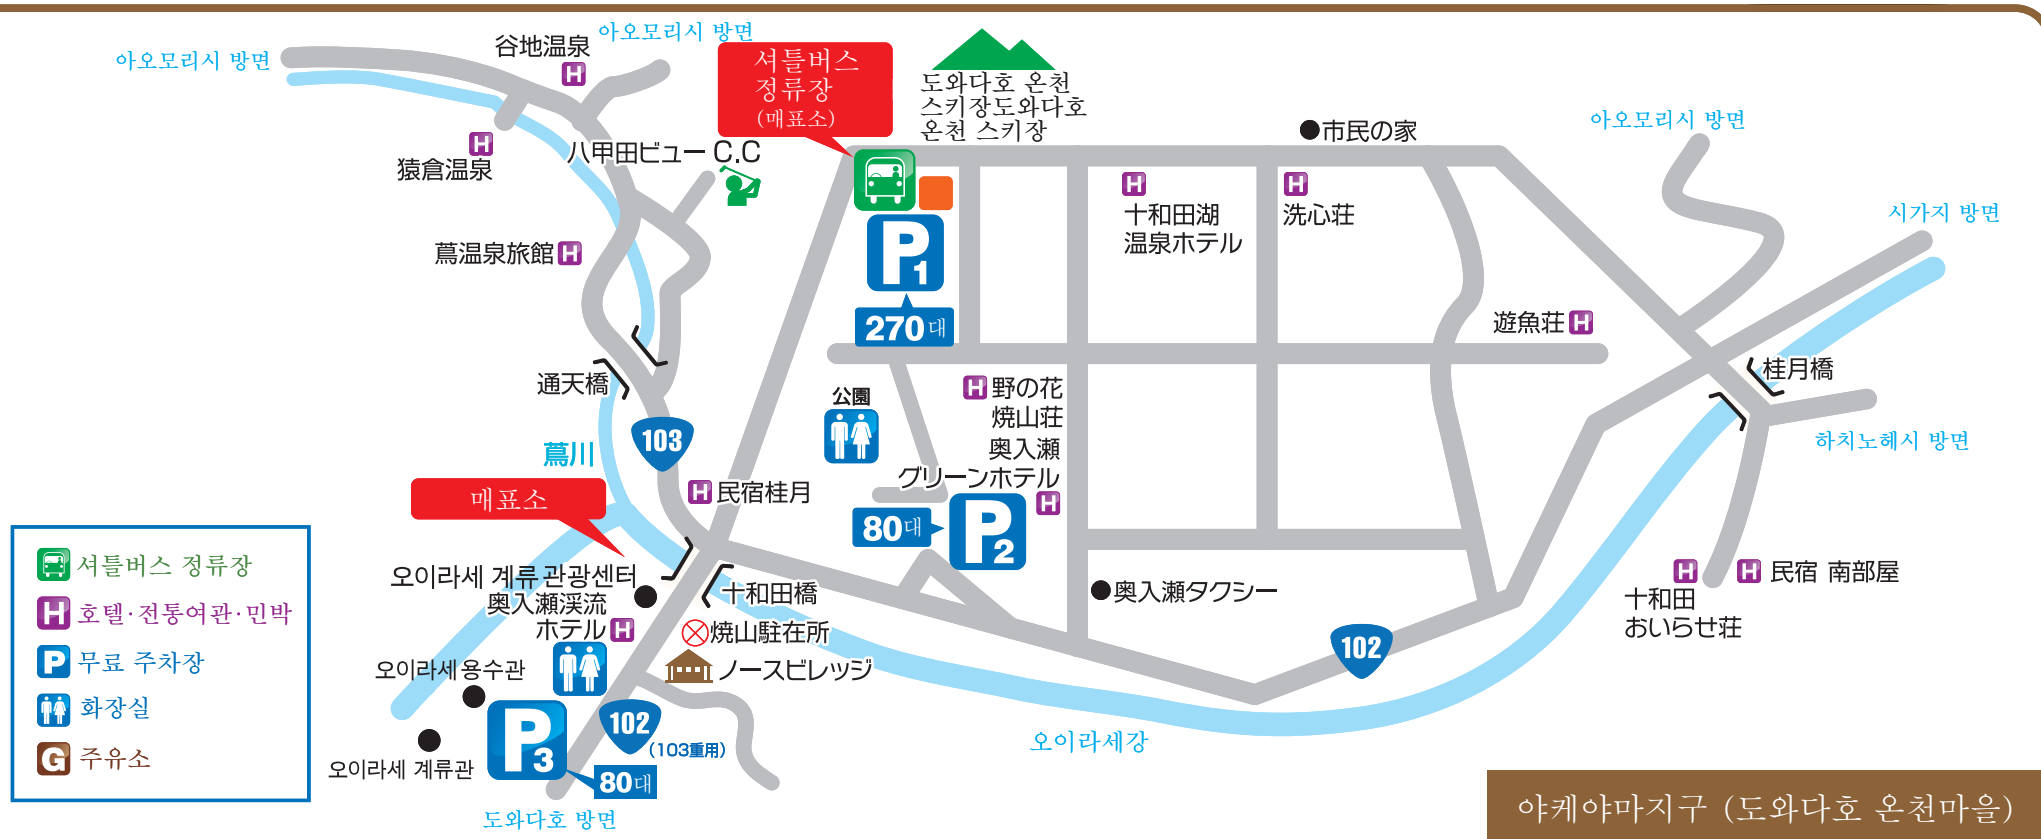 아오모리시 방면
谷地温泉
아오모리시 방면
셔틀버스
정류장
(매표소)
도와다호 온천
스키장도와다호
온천 스키장
市民の家
아오모리시 방면
猿倉温泉
八甲田ビュー C.C
十和田湖
温泉ホテル
洗心荘
시가지 방면
蔦温泉旅館
P1
270대
遊魚荘
通天橋
桂月橋
公園
野の花
焼山荘
奥入瀬
グリーンホテル
103
蔦川
하치노헤시 방면
매표소
民宿桂月
80대
P2
셔틀버스 정류장
H 호텔·전통여관·민박
P 무료 주차장
화장실
G 주유소
오이라세 계류관광센터
奥入瀬渓流
ホテル
十和田橋
焼山駐在所
ノースビレッジ
奥入瀬タクシー
102
十和田
おいらせ荘
民宿 南部屋
오이라세용수관
오이라세 계류관
P3
102
(103重用)
80대
도와다호 방면
오이라세강
야케야마지구 (도와다호 온천마을)